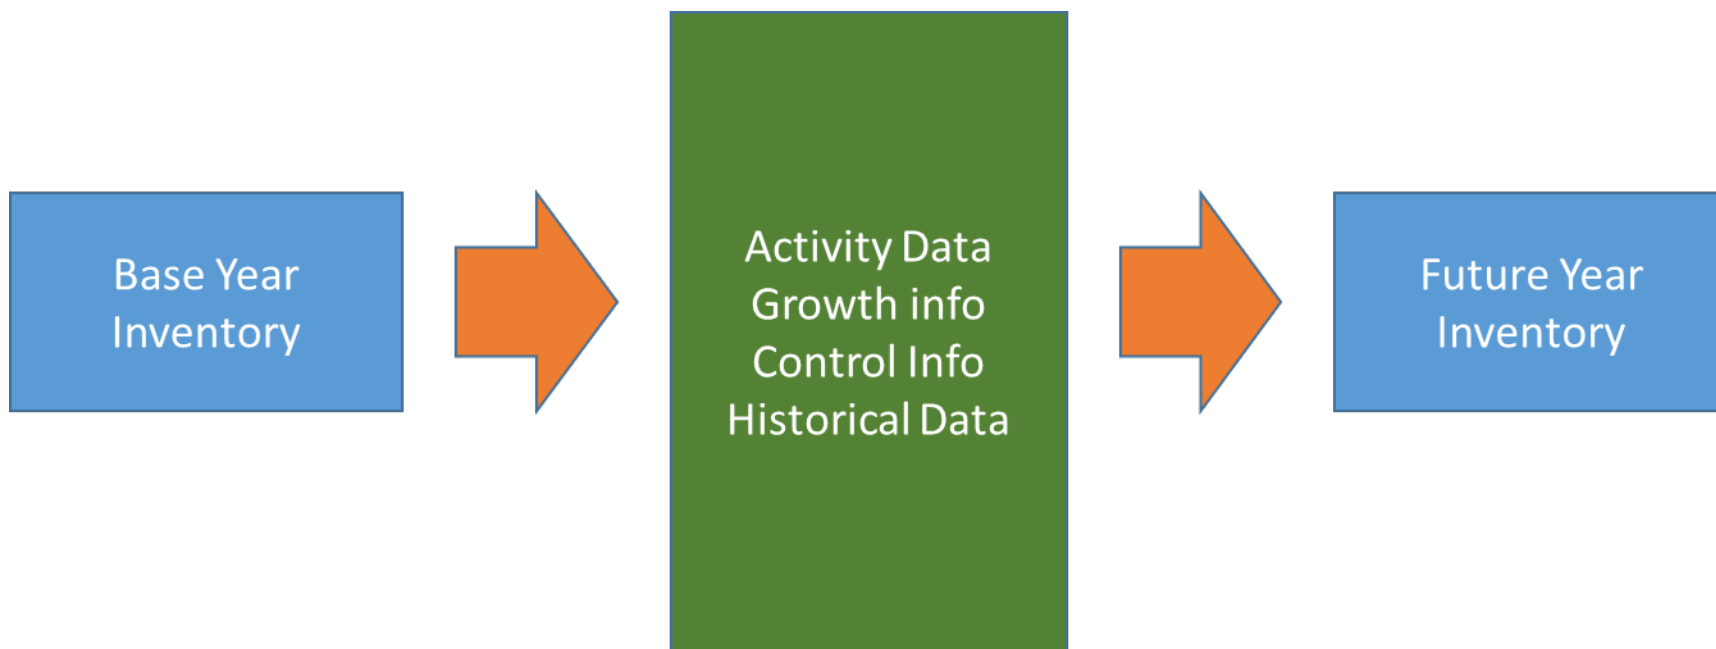 Base Year
Inventory
Activity Data
Growth info
Control Info
Historical Data
Future Year
Inventory